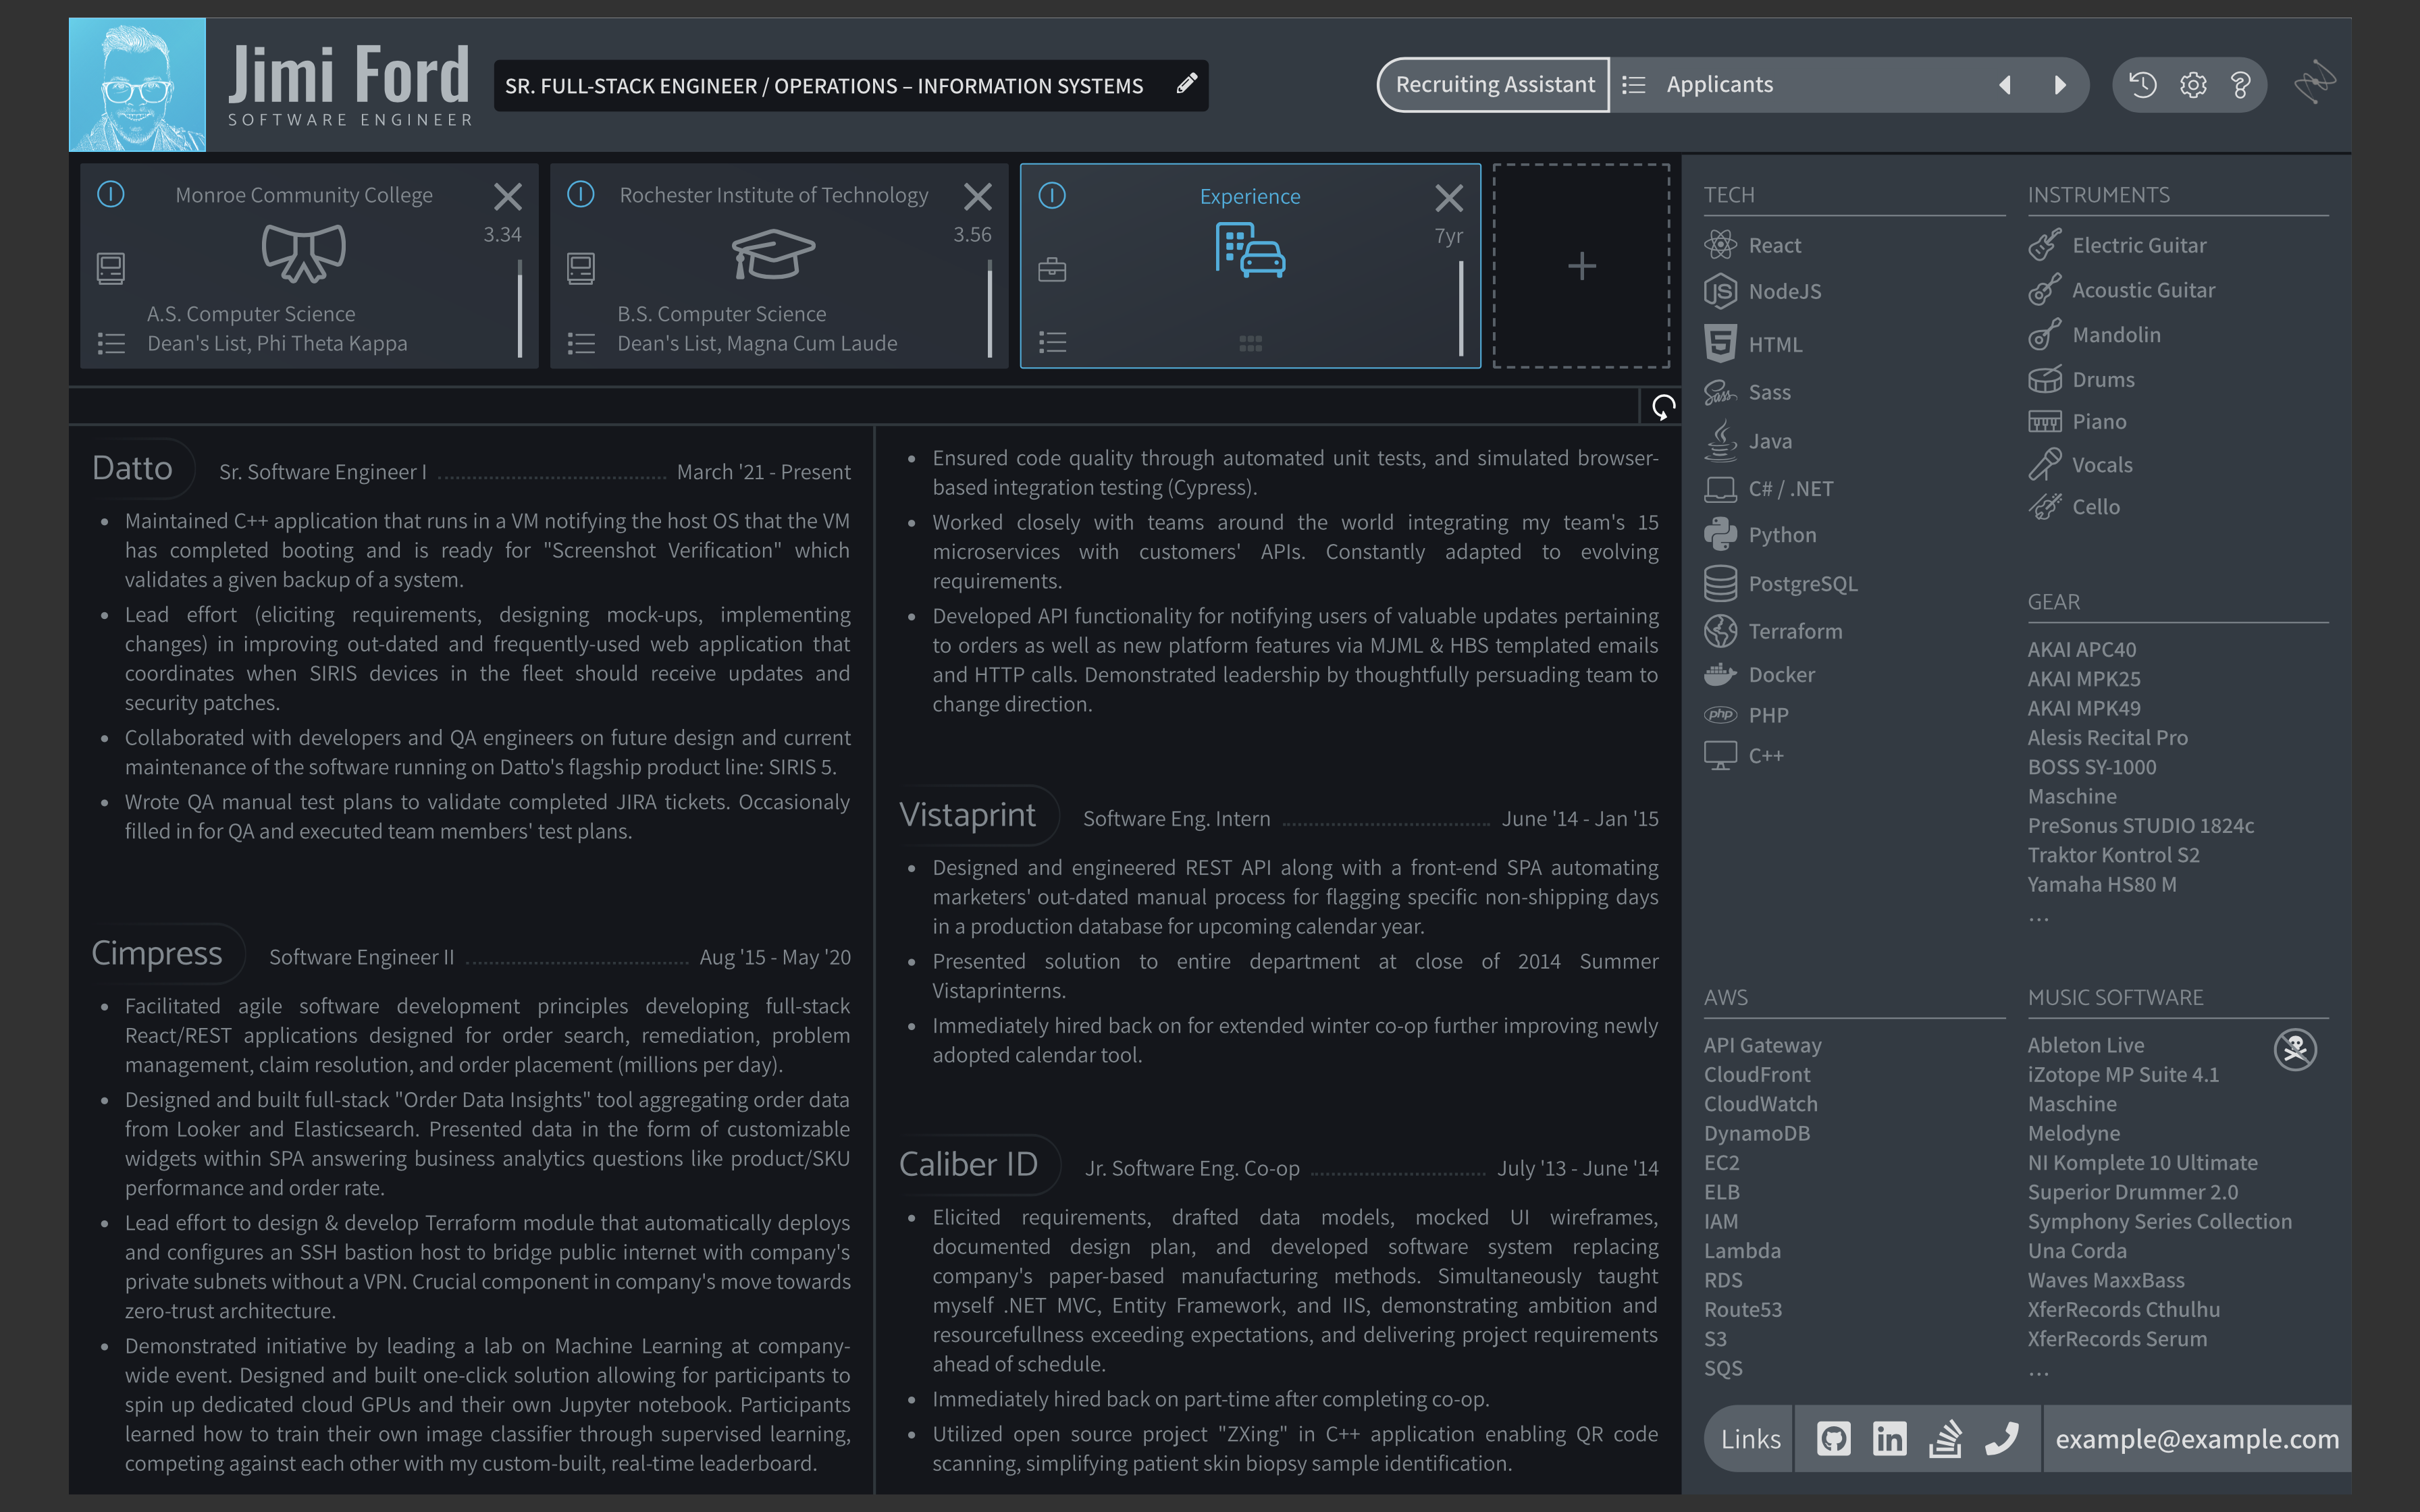 Jimi Ford
SOFTWARE ENGINEER
SR. FULL-STACK ENGINEER / OPERATIONS – INFORMATION SYSTEMS
Recruiting Assistant
Applicants
Monroe Community College
3.34
A.S. Computer Science
Dean's List, Phi Theta Kappa
Rochester Institute of Technology
3.56
B.S. Computer Science
Dean's List, Magna Cum Laude
Experience
7yr
+
Datto
Sr. Software Engineer I
March '21 - Present
• Maintained C++ application that runs in a VM notifying the host OS that the VM
has completed booting and is ready for "Screenshot Verification" which
validates a given backup of a system.
• Lead effort (eliciting requirements, designing mock-ups, implementing
changes) in improving out-dated and frequently-used web application that
coordinates when SIRIS devices in the fleet should receive updates and
security patches.
• Collaborated with developers and QA engineers on future design and current
maintenance of the software running on Datto's flagship product line: SIRIS 5.
• Wrote QA manual test plans to validate completed JIRA tickets. Occasionaly
filled in for QA and executed team members' test plans.
Cimpress
Software Engineer II
Aug '15 - May '20
• Facilitated agile software development principles developing full-stack
React/REST applications designed for order search, remediation, problem
management, claim resolution, and order placement (millions per day).
• Designed and built full-stack "Order Data Insights" tool aggregating order data
from Looker and Elasticsearch. Presented data in the form of customizable
widgets within SPA answering business analytics questions like product/SKU
performance and order rate.
• Lead effort to design & develop Terraform module that automatically deploys
and configures an SSH bastion host to bridge public internet with company's
private subnets without a VPN. Crucial component in company's move towards
zero-trust architecture.
• Demonstrated initiative by leading a lab on Machine Learning at company-
wide event. Designed and built one-click solution allowing for participants to
spin up dedicated cloud GPUs and their own Jupyter notebook. Participants
learned how to train their own image classifier through supervised learning,
competing against each other with my custom-built, real-time leaderboard.
• Ensured code quality through automated unit tests, and simulated browser-
based integration testing (Cypress).
• Worked closely with teams around the world integrating my team's 15
microservices with customers' APIs. Constantly adapted to evolving
requirements.
• Developed API functionality for notifying users of valuable updates pertaining
to orders as well as new platform features via MJML & HBS templated emails
and HTTP calls. Demonstrated leadership by thoughtfully persuading team to
change direction.
Vistaprint
Software Eng. Intern
June '14 - Jan '15
• Designed and engineered REST API along with a front-end SPA automating
marketers' out-dated manual process for flagging specific non-shipping days
in a production database for upcoming calendar year.
• Presented solution to entire department at close of 2014 Summer
Vistaprinterns.
• Immediately hired back on for extended winter co-op further improving newly
adopted calendar tool.
Caliber ID
Jr. Software Eng. Co-op
July '13 - June '14
• Elicited requirements, drafted data models, mocked UI wireframes,
documented design plan, and developed software system replacing
company's paper-based manufacturing methods. Simultaneously taught
myself .NET MVC, Entity Framework, and IIS, demonstrating ambition and
resourcefullness exceeding expectations, and delivering project requirements
ahead of schedule.
• Immediately hired back on part-time after completing co-op.
• Utilized open source project "ZXing" in C++ application enabling QR code
scanning, simplifying patient skin biopsy sample identification.
TECH
React
NodeJS
HTML
Sass
Java
C# / .NET
Python
PostgreSQL
Terraform
Docker
php PHP
C++
INSTRUMENTS
Electric Guitar
Acoustic Guitar
Mandolin
Drums
Piano
Vocals
Cello
GEAR
AKAI APC40
AKAI MPK25
AKAI MPK49
Alesis Recital Pro
BOSS SY-1000
Maschine
PreSonus STUDIO 1824c
Traktor Kontrol S2
Yamaha HS80 M
...
AWS
API Gateway
CloudFront
CloudWatch
DynamoDB
EC2
ELB
IAM
Lambda
RDS
Route53
S3
SQS
MUSIC SOFTWARE
Ableton Live
iZotope MP Suite 4.1
Maschine
Melodyne
NI Komplete 10 Ultimate
Superior Drummer 2.0
Symphony Series Collection
Una Corda
Waves MaxxBass
XferRecords Cthulhu
XferRecords Serum
...
Links
in
example@example.com